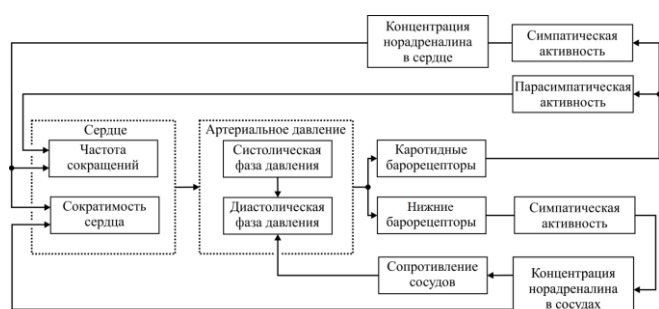 Концентрация
норадреналина
в сердце
Симпатическая
активность
Парасимпатическая
активность
Сердце
Частота
сокращений
Сократимость
сердца
Артериальное давление
Систолическая
фаза давления
Диастолическая
фаза давления
Каротидные
барорецепторы
Нижние
барорецепторы
Симпатическая
активность
Сопротивление
сосудов
Концентрация
норадреналина
в сосудах